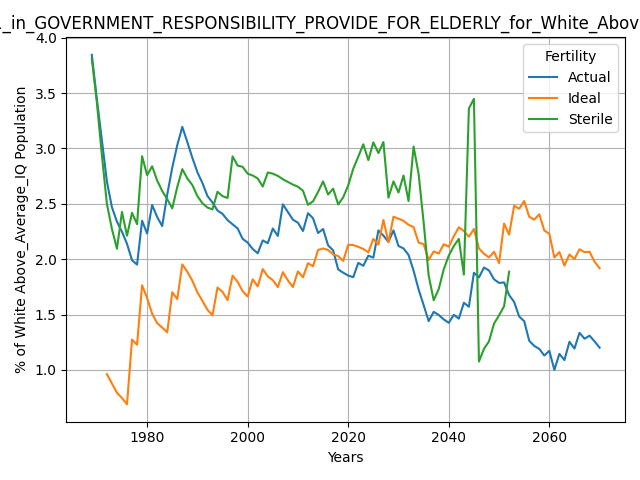 _in_GOVERNMENT_RESPONSIBILITY_PROVIDE_FOR_ELDERLY_for_White_Abov
4.0
3.5
3.0
2.5
2.0
1.5
1.0
% of White Above_Average_IQ Population
Fertility
Actual
Ideal
Sterile
1980 2000 2020 2040 2060
Years